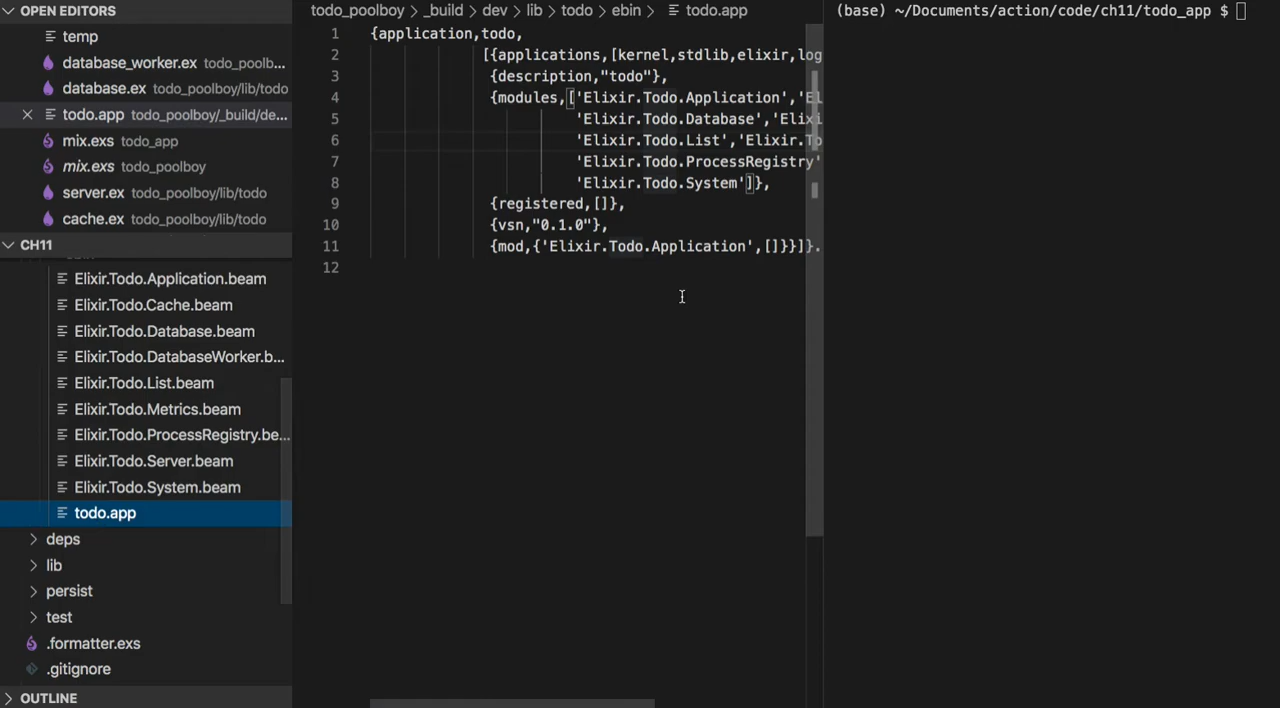 OPEN EDITORS
temp
database_worker.ex todo_poolb...
database.ex todo_poolboy/lib/todo
todo.app todo_poolboy/_build/de...
mix.exs todo_app
mix.exs todo_poolboy
server.ex todo_poolboy/lib/todo
cache.ex todo_poolboy/lib/todo
CH11
Elixir.Todo.Application.beam
Elixir.Todo.Cache.beam
Elixir.Todo.Database.beam
Elixir.Todo.DatabaseWorker.b...
Elixir.Todo.List.beam
Elixir.Todo.Metrics.beam
Elixir.Todo.ProcessRegistry.be...
Elixir.Todo.Server.beam
Elixir.Todo.System.beam
todo.app
deps
lib
persist
test
.formatter.exs
.gitignore
OUTLINE
todo_poolboy > _build > dev > lib > todo > ebin > todo.app
1 {application,todo,
2 [{applications,[kernel,stdlib,elixir,log
3 {description,"todo"},
4 {modules,['Elixir.Todo.Application','El
5 'Elixir.Todo.Database','Elixi
6 'Elixir.Todo.List','Elixir.To
7 'Elixir.Todo.ProcessRegistry'
8 'Elixir.Todo.System']},
9 {registered,[]},
10 {vsn,"0.1.0"},
11 {mod,{'Elixir.Todo.Application',[]}}]}.
12
(base) ~/Documents/action/code/ch11/todo_app $